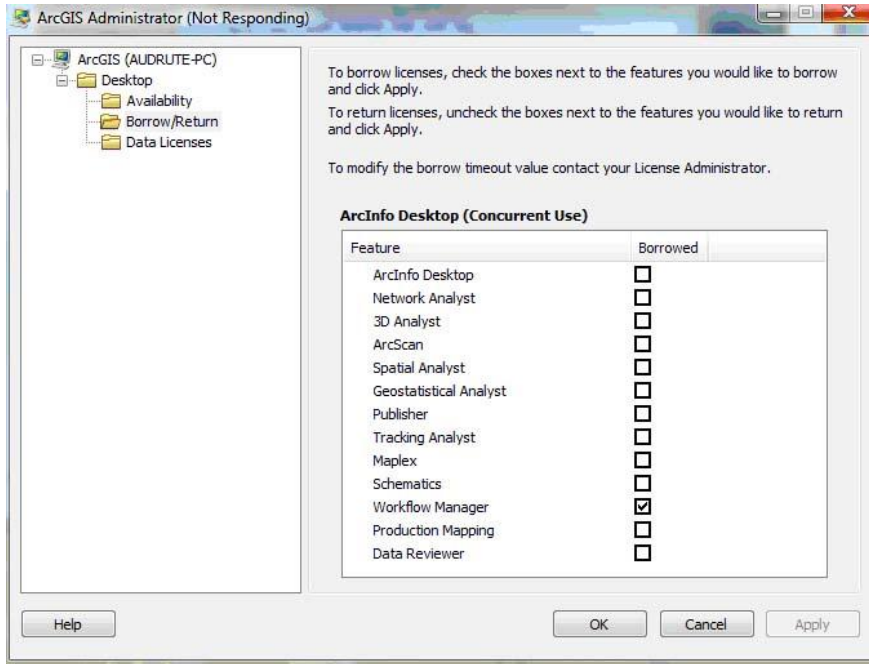 ArcGIS Administrator (Not Responding)
ArcGIS (AUDRUTE-PC)
Desktop
Availability
Borrow/Return
Data Licenses
To borrow licenses, check the boxes next to the features you would like to borrow
and click Apply.
To return licenses, uncheck the boxes next to the features you would like to return
and click Apply.
To modify the borrow timeout value contact your License Administrator.
ArcInfo Desktop (Concurrent Use)
Feature Borrowed
ArcInfo Desktop
Network Analyst
3D Analyst
ArcScan
Spatial Analyst
Geostatistical Analyst
Publisher
Tracking Analyst
Maplex
Schematics
Workflow Manager
Production Mapping
Data Reviewer
Help OK Cancel Apply